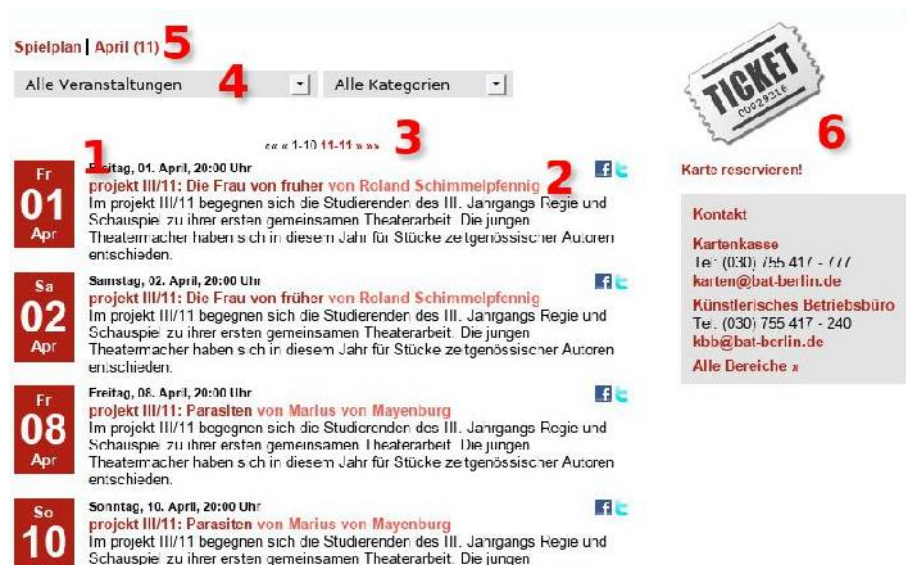 Spielplan | April (11) 5
Alle Veranstaltungen 4 Alle Kategorien
«« « 1-10 11-11 » »» 3
1
Fr
01
Apr
Freitag, 01. April, 20:00 Uhr
projekt III/11: Die Frau von fruher von Roland Schimmelpfennig 2
Im projekt III/11 begegnen sich die Studierenden des III. Jahrgangs Regie und
Schauspiel zu ihrer ersten gemeinsamen Theaterarbeit. Die jungen
Theatermacher haben sich in diesem Jahr für Stücke zeitgenössischer Autoren
entschieden.
Sa
02
Apr
Samstag, 02. April, 20:00 Uhr
projekt III/11: Die Frau von früher von Roland Schimmelpfennig
Im projekt III/11 begegnen sich die Studierenden des III. Jahrgangs Regie und
Schauspiel zu ihrer ersten gemeinsamen Theaterarbeit. Die jungen
Theatermacher haben sich in diesem Jahr für Stücke zeitgenössischer Autoren
entschieden.
Fr
08
Apr
Freitag, 08. April, 20:00 Uhr
projekt III/11: Parasiten von Marius von Mayenburg
Im projekt III/11 begegnen sich die Studierenden des III. Jahrgangs Regie und
Schauspiel zu ihrer ersten gemeinsamen Theaterarbeit. Die jungen
Theatermacher haben sich in diesem Jahr für Stücke zeitgenössischer Autoren
entschieden.
So
10
Sonntag, 10. April, 20:00 Uhr
projekt III/11: Parasiten von Marius von Mayenburg
Im projekt III/11 begegnen sich die Studierenden des III. Jahrgangs Regie und
Schauspiel zu ihrer ersten gemeinsamen Theaterarbeit. Die jungen
TICKET
00029316
6
Karte reservieren!
Kontakt
Kartenkasse
Tel. (030) 755 417 - 777
karten@bat-berlin.de
Künstlerisches Betriebsbüro
Tel. (030) 755 417 - 240
kbb@bat-berlin.de
Alle Bereiche »